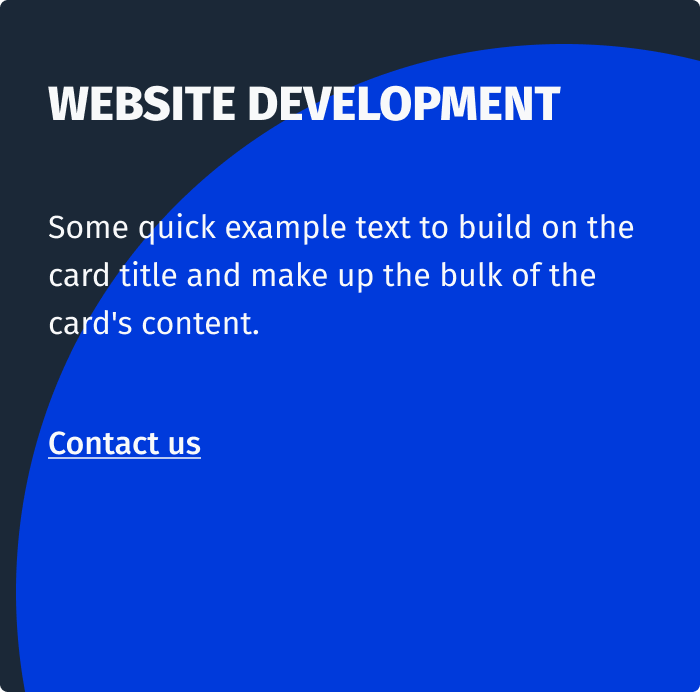 WEBSITE DEVELOPMENT
Some quick example text to build on the
card title and make up the bulk of the
card's content.
Contact us